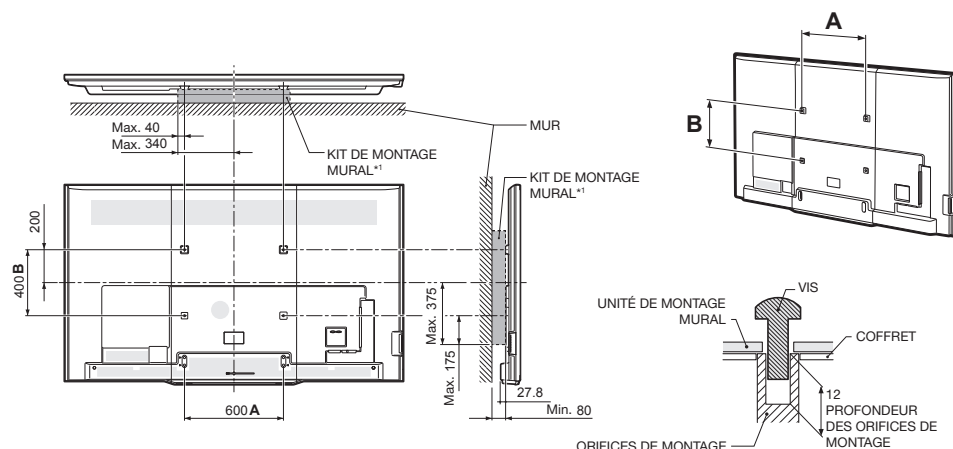 A
B
Max. 40
Max. 340
MUR
KIT DE MONTAGE
MURAL*1
KIT DE MONTAGE
MURAL*1
200
400B
Max. 375
Max. 175
27.8
Min. 80
600A
VIS
UNITÉ DE MONTAGE
MURAL
COFFRET
12
PROFONDEUR
DES ORIFICES DE
MONTAGE
ORIFICES DE MONTAGE